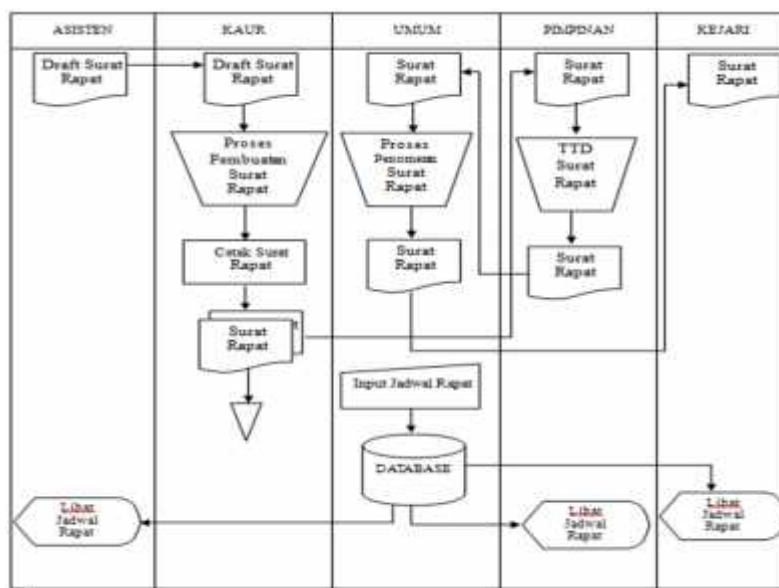 ASISTEN
KAUR
UMUM
PIMPINAN
KEJARI
Draft Surat
Rapat
Draft Surat
Rapat
Surat
Rapat
Surat
Rapat
Surat
Rapat
Proses
Pembuatan
Surat
Rapat
Proses
Penomeran
Surat
Rapat
TTD
Surat
Rapat
Cetak Surat
Rapat
Surat
Rapat
Surat
Rapat
Surat
Rapat
Input Jadwal Rapat
DATABASE
Lihat
Jadwal
Rapat
Lihat
Jadwal
Rapat
Lihat
Jadwal
Rapat